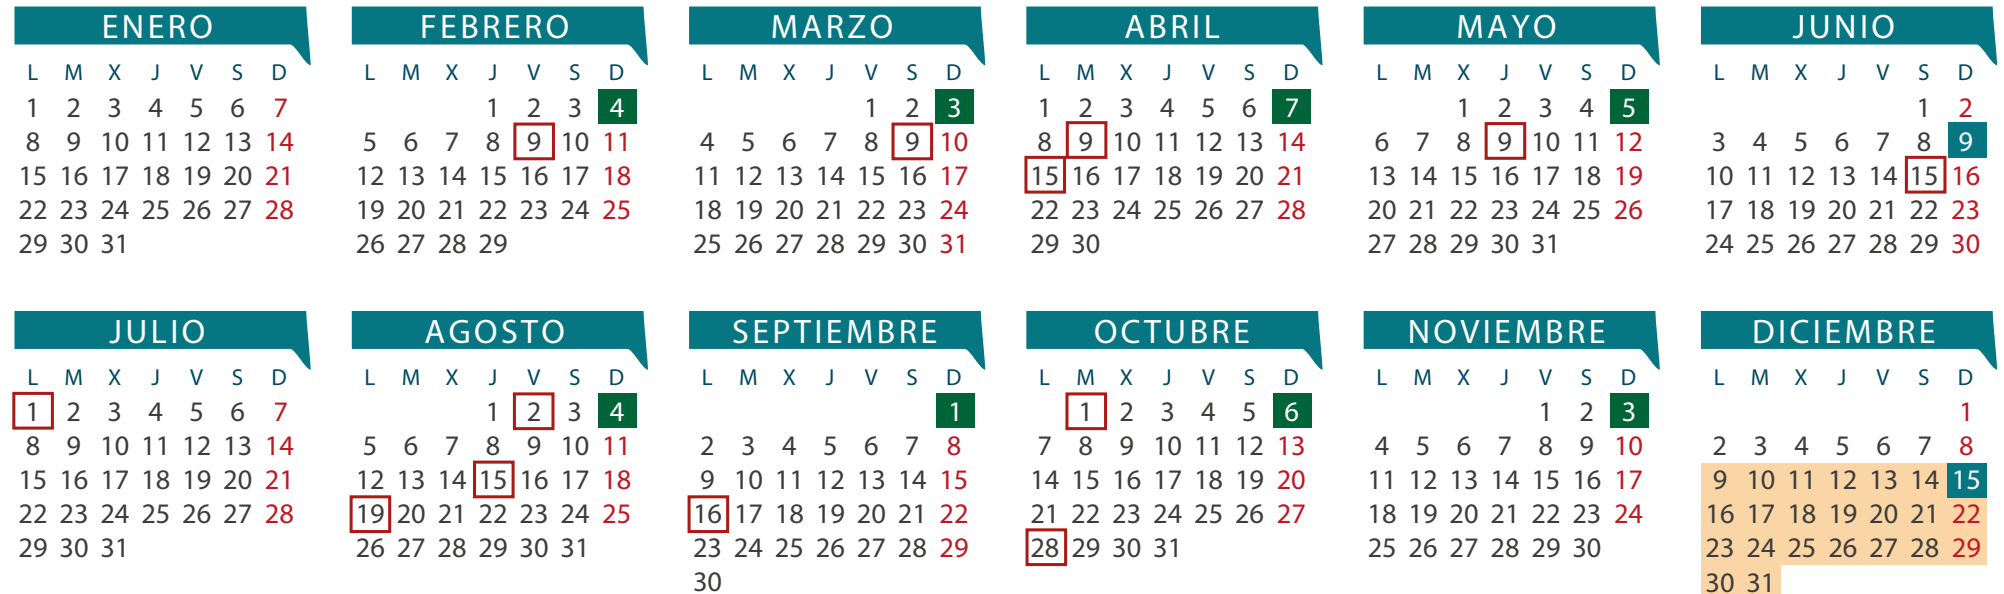 ENERO FEBRERO MARZO ABRIL MAYO JUNIO
L M X J V S D L M X J V S D L M X J V S D L M X J V S D L M X J V S D L M X J V S D
1 2 3 4 5 6 7 1 2 3 4 1 2 3 1 2 3 4 5 6 7 1 2 3 4 5 1 2
8 9 10 11 12 13 14 5 6 7 8 9 10 11 4 5 6 7 8 9 10 8 9 10 11 12 13 14 6 7 8 9 10 11 12 3 4 5 6 7 8 9
15 16 17 18 19 20 21 12 13 14 15 16 17 18 11 12 13 14 15 16 17 15 16 17 18 19 20 21 13 14 15 16 17 18 19 10 11 12 13 14 15 16
22 23 24 25 26 27 28 19 20 21 22 23 24 25 18 19 20 21 22 23 24 22 23 24 25 26 27 28 20 21 22 23 24 25 26 17 18 19 20 21 22 23
29 30 31 26 27 28 29 25 26 27 28 29 30 31 29 30 27 28 29 30 31 24 25 26 27 28 29 30
JULIO AGOSTO SEPTIEMBRE OCTUBRE NOVIEMBRE DICIEMBRE
L M X J V S D L M X J V S D L M X J V S D L M X J V S D L M X J V S D L M X J V S D
1 2 3 4 5 6 7 1 2 3 4 1 1 2 3 4 5 6 1 2 3 1
8 9 10 11 12 13 14 5 6 7 8 9 10 11 2 3 4 5 6 7 8 7 8 9 10 11 12 13 4 5 6 7 8 9 10 2 3 4 5 6 7 8
15 16 17 18 19 20 21 12 13 14 15 16 17 18 9 10 11 12 13 14 15 14 15 16 17 18 19 20 11 12 13 14 15 16 17 9 10 11 12 13 14 15
22 23 24 25 26 27 28 19 20 21 22 23 24 25 16 17 18 19 20 21 22 21 22 23 24 25 26 27 18 19 20 21 22 23 24 16 17 18 19 20 21 22
29 30 31 26 27 28 29 30 31 23 24 25 26 27 28 29 28 29 30 31 25 26 27 28 29 30 23 24 25 26 27 28 29
30 30 31